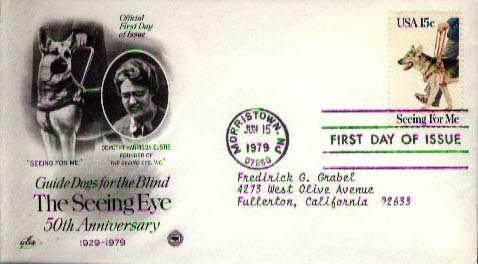 Official
First Day
of Issue
DOROTHY HARRISON EUSTIS
FOUNDER OF
THE SEEING EYE, INC.
"SEEING FOR ME"
Guide Dogs for the Blind
The Seeing Eye
50th Anniversary
1929-1979
USA 15c
Seeing For Me
MORRISTOWN, NJ
JUN 15
1979
07960
FIRST DAY OF ISSUE
Fredirick G. Grabel
4273 West Olive Avenue
Fullerton, California 92633